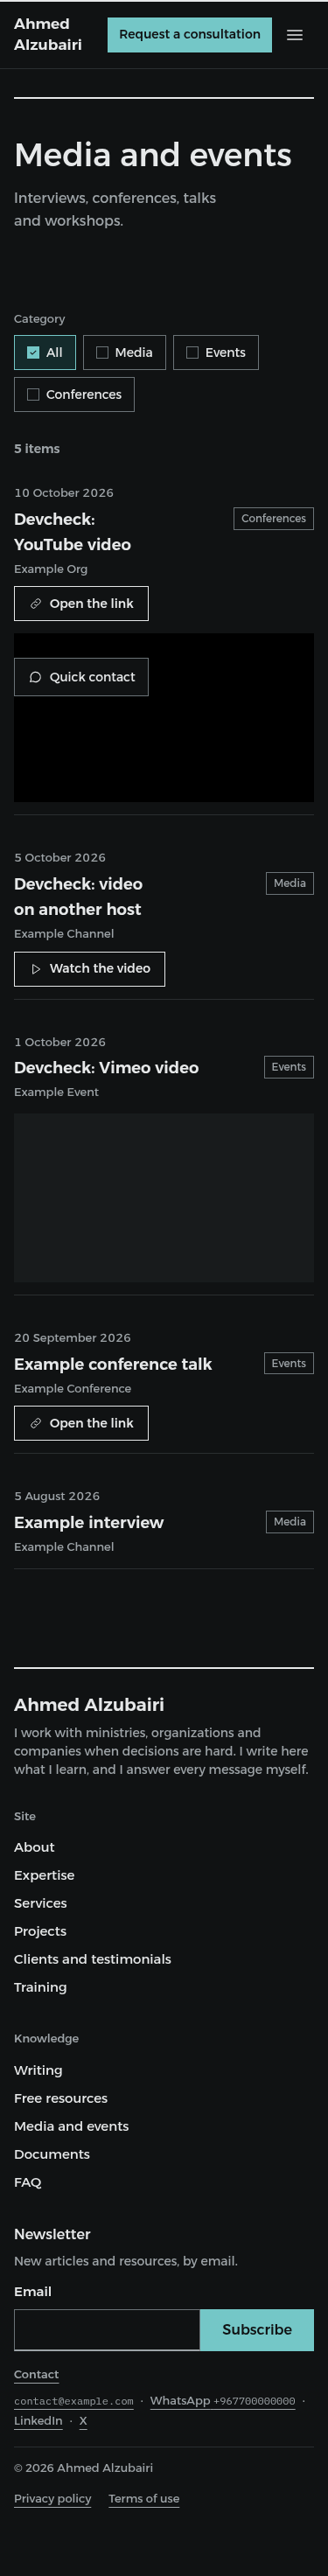 Ahmed
Alzubairi
Request a consultation
Media and events
Interviews, conferences, talks
and workshops.
Category
All
Media
Events
Conferences
5 items
10 October 2026
Devcheck:
YouTube video
Conferences
Example Org
Open the link
Quick contact
5 October 2026
Devcheck: video
on another host
Media
Example Channel
Watch the video
1 October 2026
Devcheck: Vimeo video
Events
Example Event
20 September 2026
Example conference talk
Events
Example Conference
Open the link
5 August 2026
Example interview
Media
Example Channel
Ahmed Alzubairi
I work with ministries, organizations and
companies when decisions are hard. I write here
what I learn, and I answer every message myself.
Site
About
Expertise
Services
Projects
Clients and testimonials
Training
Knowledge
Writing
Free resources
Media and events
Documents
FAQ
Newsletter
New articles and resources, by email.
Email
Subscribe
Contact
contact@example.com · WhatsApp +967700000000 ·
LinkedIn · X
© 2026 Ahmed Alzubairi
Privacy policy
Terms of use